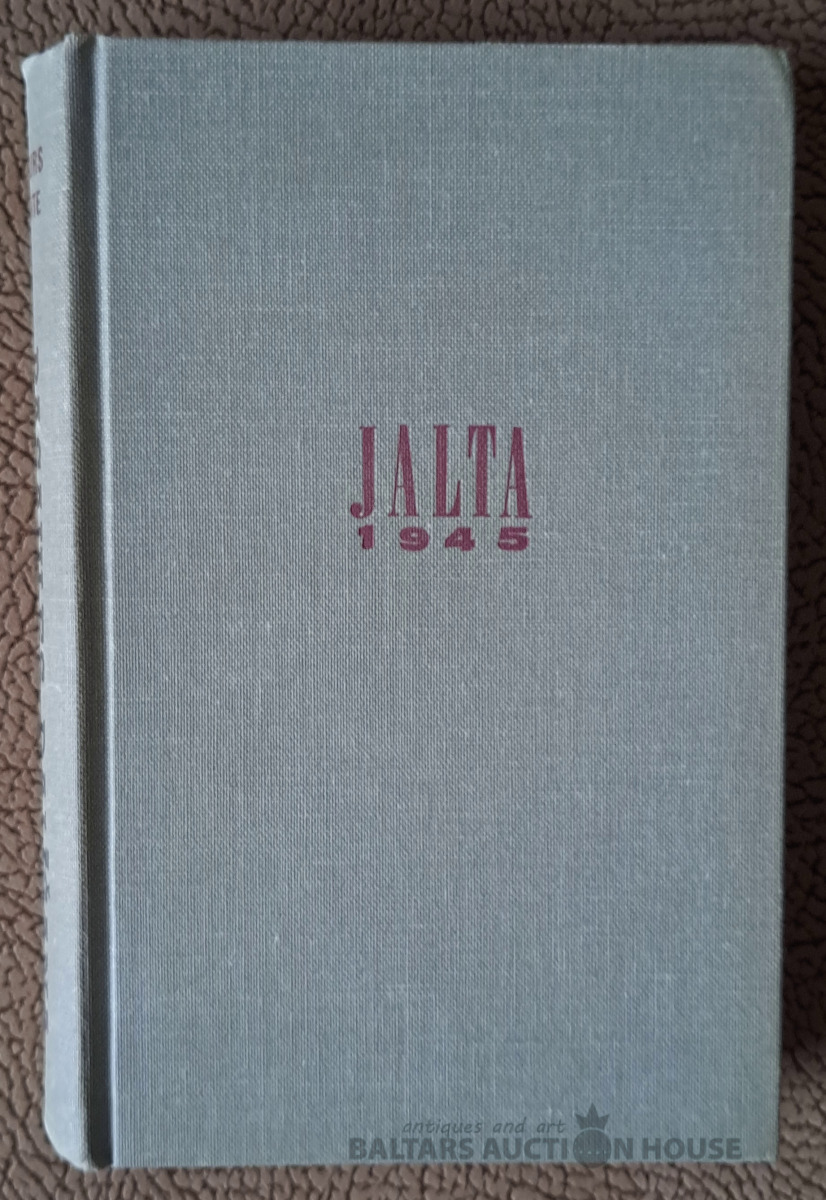 JALTA
1945
antiques and art
BALTARS AUCTION HOUSE